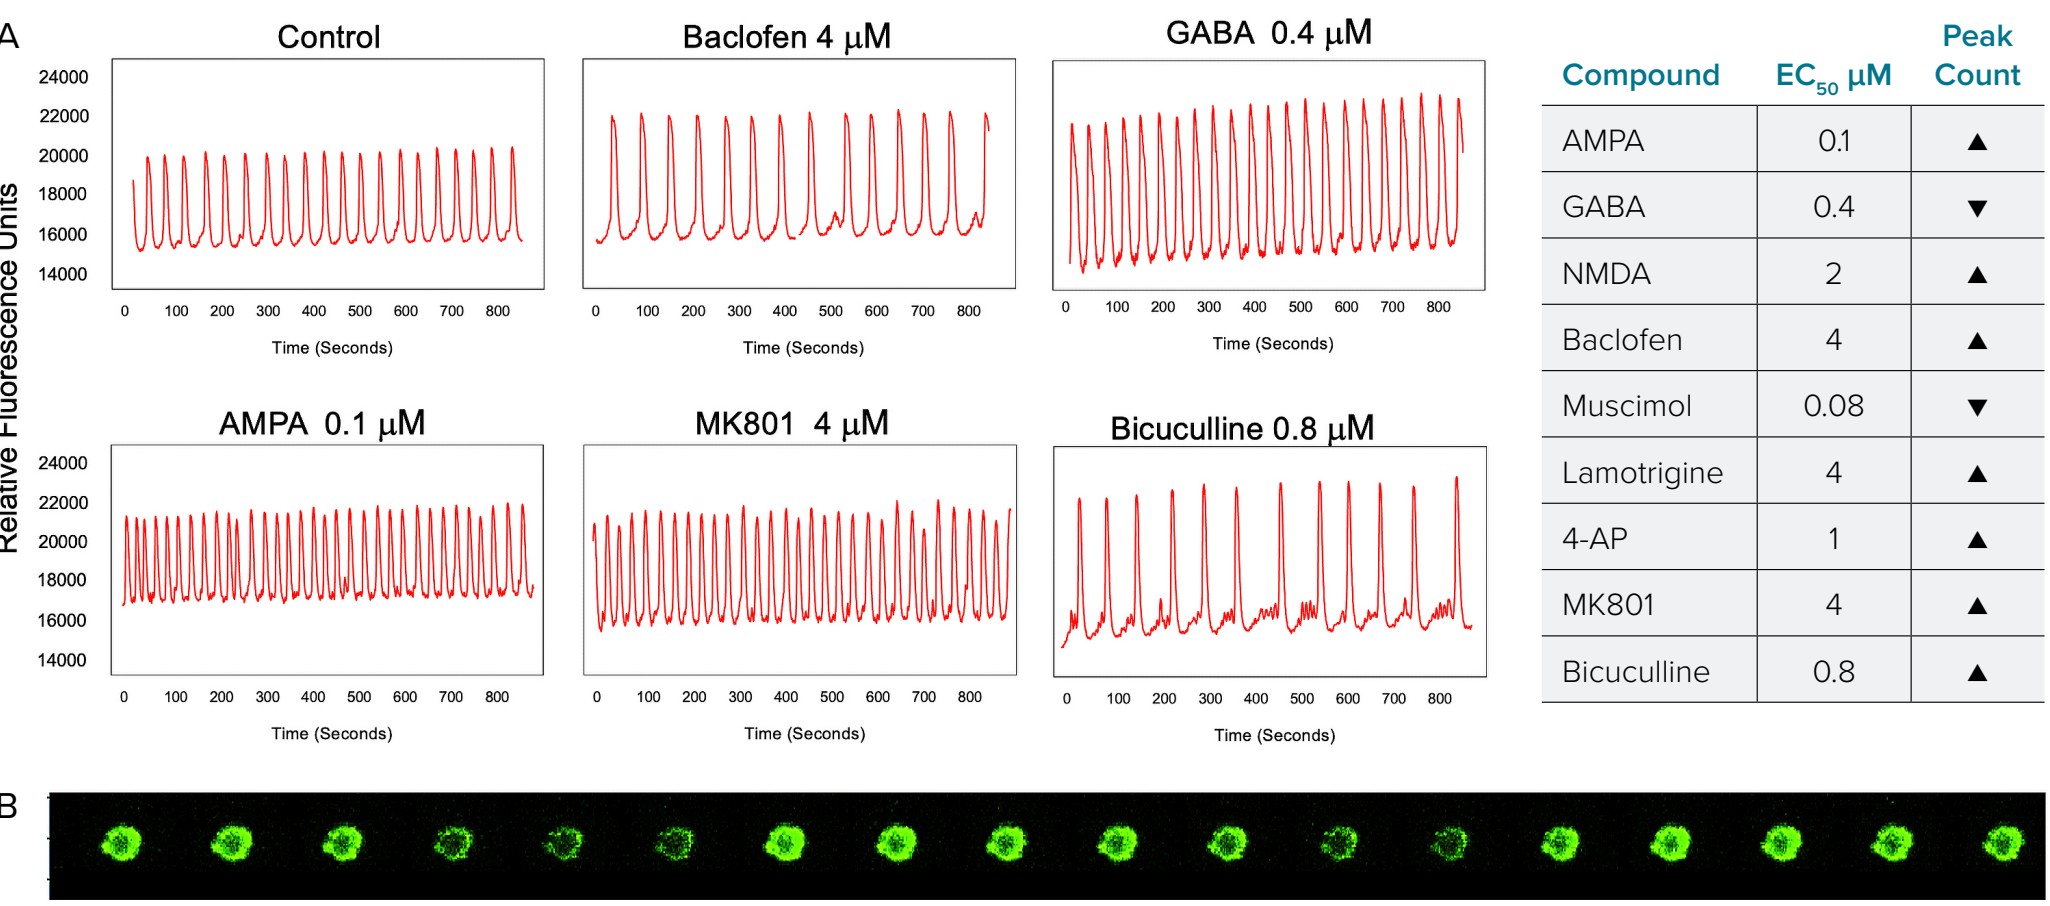 A
Control
Baclofen 4 μM
GABA 0.4 μM
Relative Fluorescence Units
24000
22000
20000
18000
16000
14000
0 100 200 300 400 500 600 700 800
Time (Seconds)
0 100 200 300 400 500 600 700 800
Time (Seconds)
0 100 200 300 400 500 600 700 800
Time (Seconds)
AMPA 0.1 μM
MK801 4 μM
Bicuculline 0.8 μM
24000
22000
20000
18000
16000
14000
0 100 200 300 400 500 600 700 800
Time (Seconds)
0 100 200 300 400 500 600 700 800
Time (Seconds)
0 100 200 300 400 500 600 700 800
Time (Seconds)
Peak
Compound EC50 μM Count
AMPA 0.1 ▲
GABA 0.4 ▼
NMDA 2 ▲
Baclofen 4 ▲
Muscimol 0.08 ▼
Lamotrigine 4 ▲
4-AP 1 ▲
MK801 4 ▲
Bicuculline 0.8 ▲
B